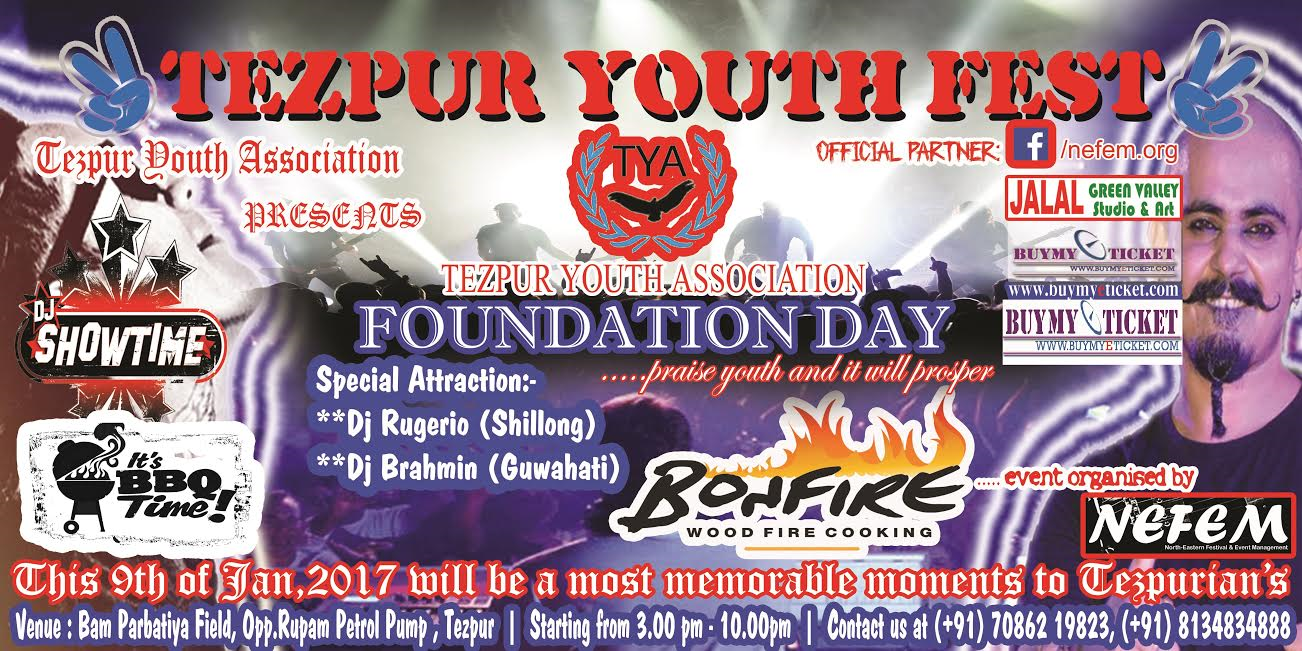 TEZPUR YOUTH FEST
Tezpur Youth Association
PRESENTS
TYA
TEZPUR YOUTH ASSOCIATION
FOUNDATION DAY
.....praise youth and it will prosper
OFFICIAL PARTNER: f /nefem.org
JALAL GREEN VALLEY
Studio & Art
BUYMY eTICKET
WWW.BUYMYETICKET.COM
www.buymyeticket.com
BUYMY eTICKET
WWW.BUYMYETICKET.COM
DJ
SHOWTIME
Special Attraction:-
**Dj Rugerio (Shillong)
**Dj Brahmin (Guwahati)
It's
BBQ
Time!
BONFIRE
WOOD FIRE COOKING
..... event organised by
NEFEM
North-Eastern Festival & Event Management
This 9th of Jan,2017 will be a most memorable moments to Tezpurian's
Venue : Bam Parbatiya Field, Opp.Rupam Petrol Pump , Tezpur | Starting from 3.00 pm - 10.00pm | Contact us at (+91) 70862 19823, (+91) 8134834888